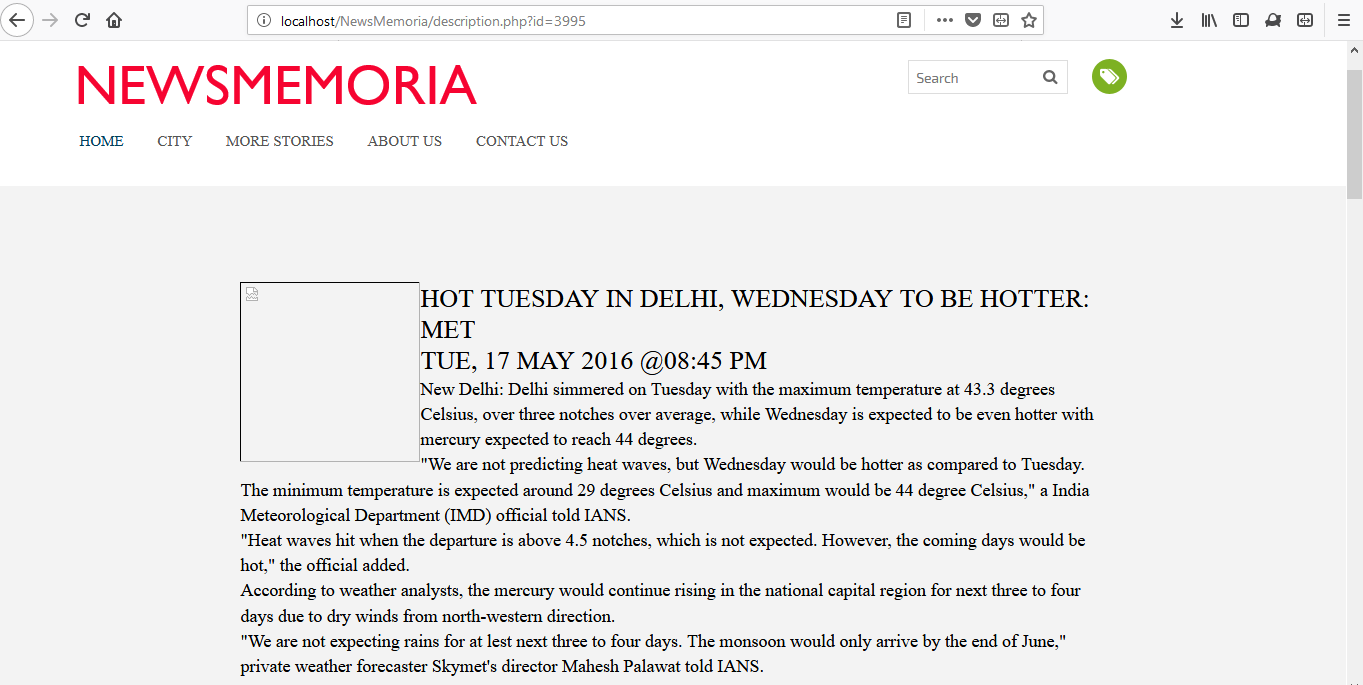 localhost/NewsMemoria/description.php?id=3995
NEWSMEMORIA
Search
HOME CITY MORE STORIES ABOUT US CONTACT US
HOT TUESDAY IN DELHI, WEDNESDAY TO BE HOTTER:
MET
TUE, 17 MAY 2016 @08:45 PM
New Delhi: Delhi simmered on Tuesday with the maximum temperature at 43.3 degrees
Celsius, over three notches over average, while Wednesday is expected to be even hotter with
mercury expected to reach 44 degrees.
"We are not predicting heat waves, but Wednesday would be hotter as compared to Tuesday.
The minimum temperature is expected around 29 degrees Celsius and maximum would be 44 degree Celsius," a India
Meteorological Department (IMD) official told IANS.
"Heat waves hit when the departure is above 4.5 notches, which is not expected. However, the coming days would be
hot," the official added.
According to weather analysts, the mercury would continue rising in the national capital region for next three to four
days due to dry winds from north-western direction.
"We are not expecting rains for at lest next three to four days. The monsoon would only arrive by the end of June,"
private weather forecaster Skymet's director Mahesh Palawat told IANS.